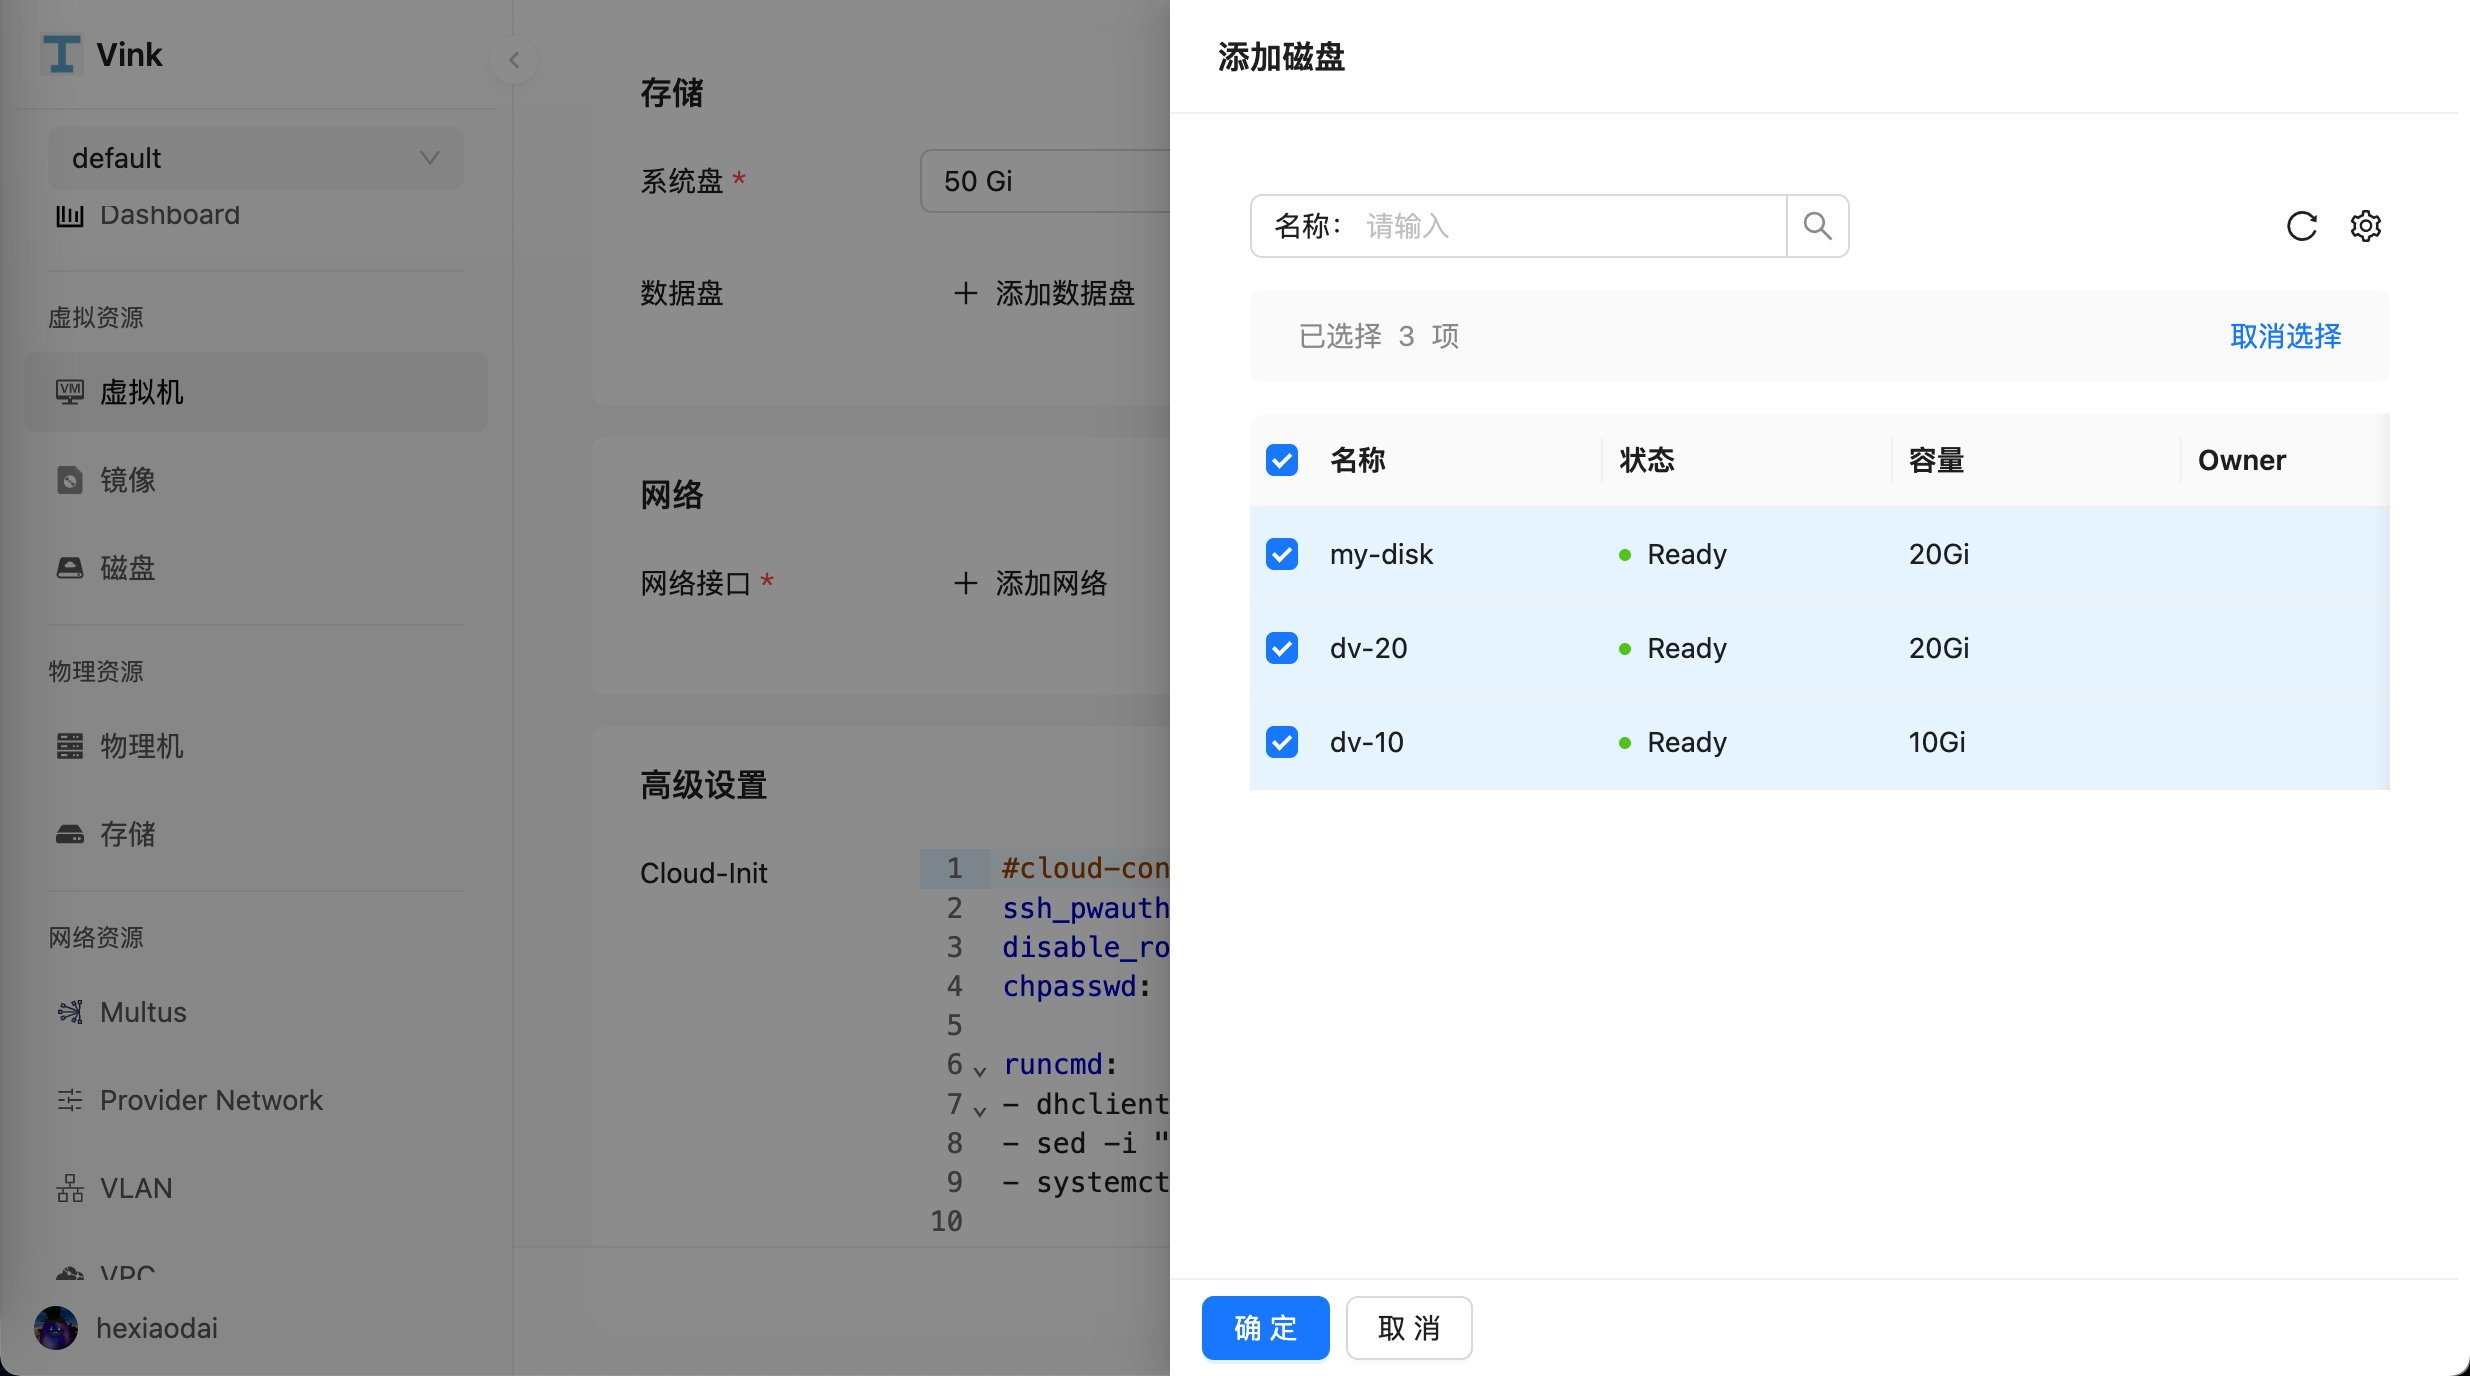 Vink
default
Dashboard
虚拟资源
VM 虚拟机
镜像
磁盘
物理资源
物理机
存储
网络资源
Multus
Provider Network
VLAN
VPC
hexiaodai
存储
系统盘 *
50 Gi
数据盘
添加数据盘
网络
网络接口 *
添加网络
高级设置
Cloud-Init
1 #cloud-con
2 ssh_pwauth
3 disable_ro
4 chpasswd:
5
6 runcmd:
7 - dhclient
8 - sed -i "
9 - systemct
10
添加磁盘
名称： 请输入
已选择 3 项
取消选择
名称 状态 容量 Owner
my-disk Ready 20Gi
dv-20 Ready 20Gi
dv-10 Ready 10Gi
确 定
取 消